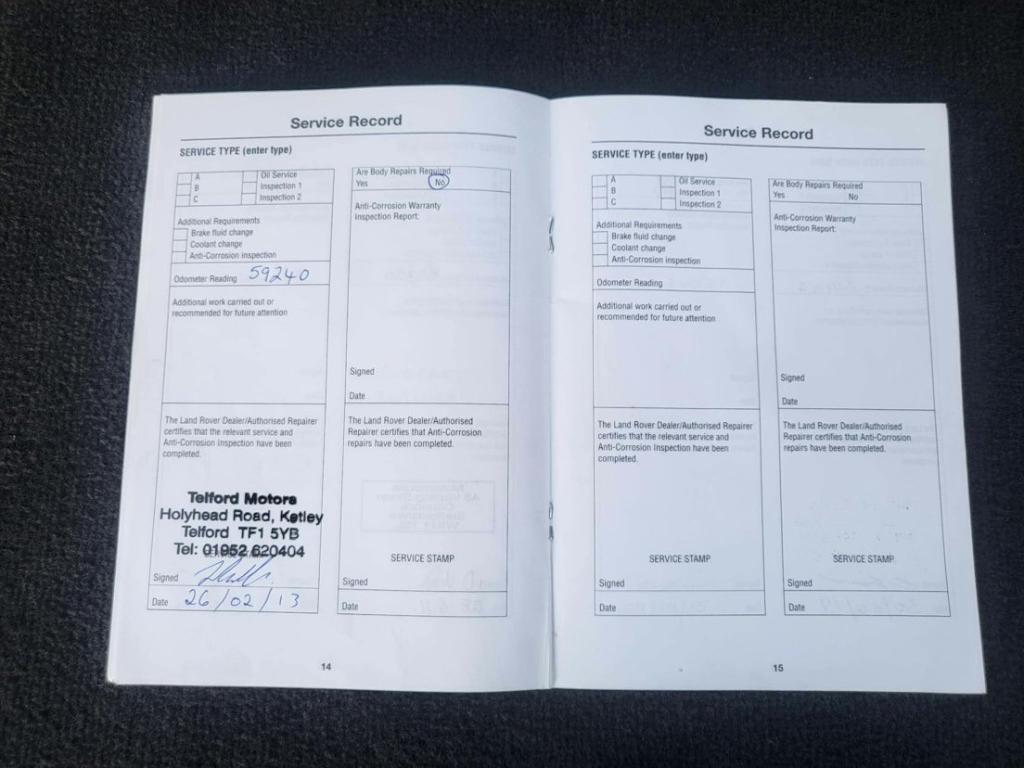 Service Record
SERVICE TYPE (enter type)
A
B
C
Oil Service
Inspection 1
Inspection 2
Additional Requirements
Brake fluid change
Coolant change
Anti-Corrosion inspection
Odometer Reading 59240
Additional work carried out or
recommended for future attention
The Land Rover Dealer/Authorised Repairer
certifies that the relevant service and
Anti-Corrosion Inspection have been
completed.
Telford Motors
Holyhead Road, Ketley
Telford TF1 5YB
Tel: 01952 620404
Signed
Date 26/02/13
Are Body Repairs Required
Yes No
Anti-Corrosion Warranty
Inspection Report:
Signed
Date
The Land Rover Dealer/Authorised
Repairer certifies that Anti-Corrosion
repairs have been completed.
SERVICE STAMP
Signed
Date
14
Service Record
SERVICE TYPE (enter type)
A
B
C
Oil Service
Inspection 1
Inspection 2
Additional Requirements
Brake fluid change
Coolant change
Anti-Corrosion inspection
Odometer Reading
Additional work carried out or
recommended for future attention
The Land Rover Dealer/Authorised Repairer
certifies that the relevant service and
Anti-Corrosion Inspection have been
completed.
SERVICE STAMP
Signed
Date
Are Body Repairs Required
Yes No
Anti-Corrosion Warranty
Inspection Report:
Signed
Date
The Land Rover Dealer/Authorised
Repairer certifies that Anti-Corrosion
repairs have been completed.
SERVICE STAMP
Signed
Date
15